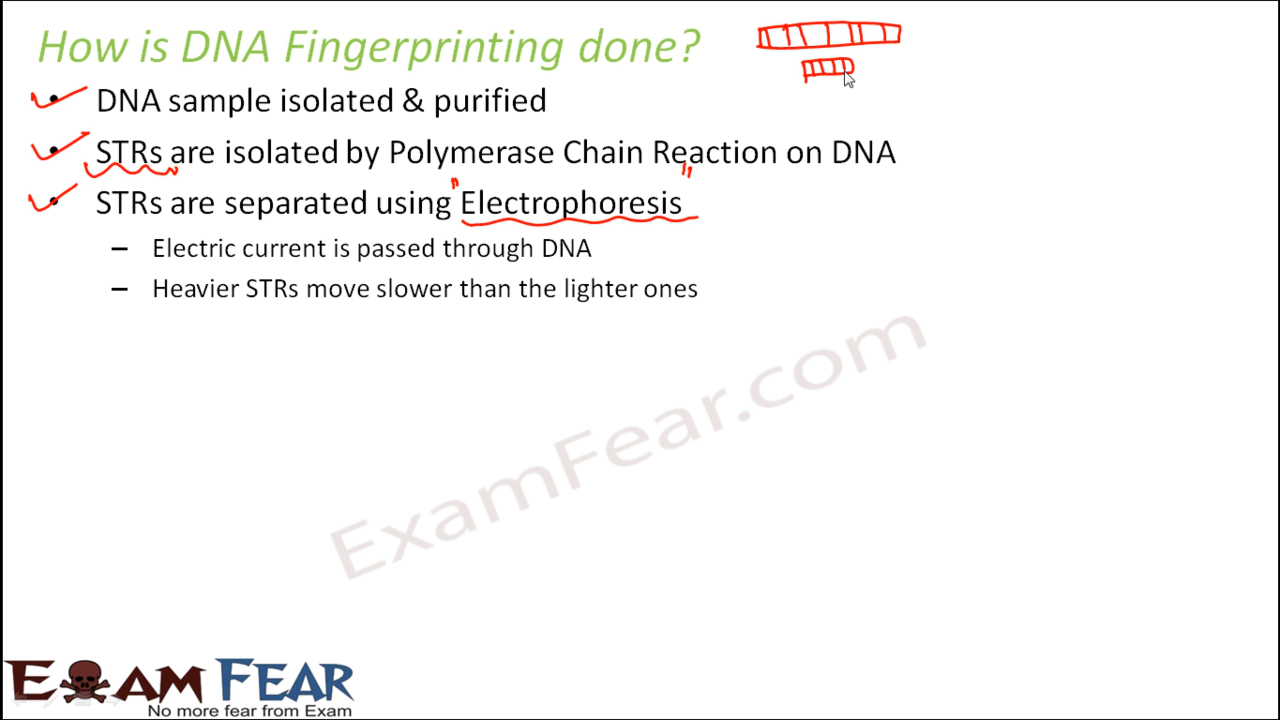 How is DNA Fingerprinting done?
• DNA sample isolated & purified
• STRs are isolated by Polymerase Chain Reaction on DNA
• STRs are separated using "Electrophoresis"
– Electric current is passed through DNA
– Heavier STRs move slower than the lighter ones
ExamFear.com
EXAM FEAR
No more fear from Exam